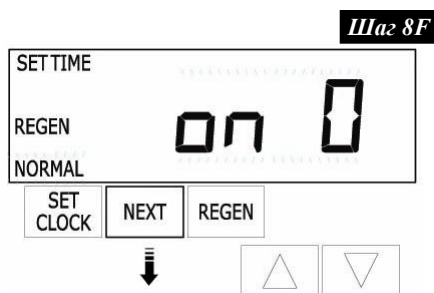 Шаг 8F
SET TIME
REGEN on 0
NORMAL
SET CLOCK NEXT REGEN